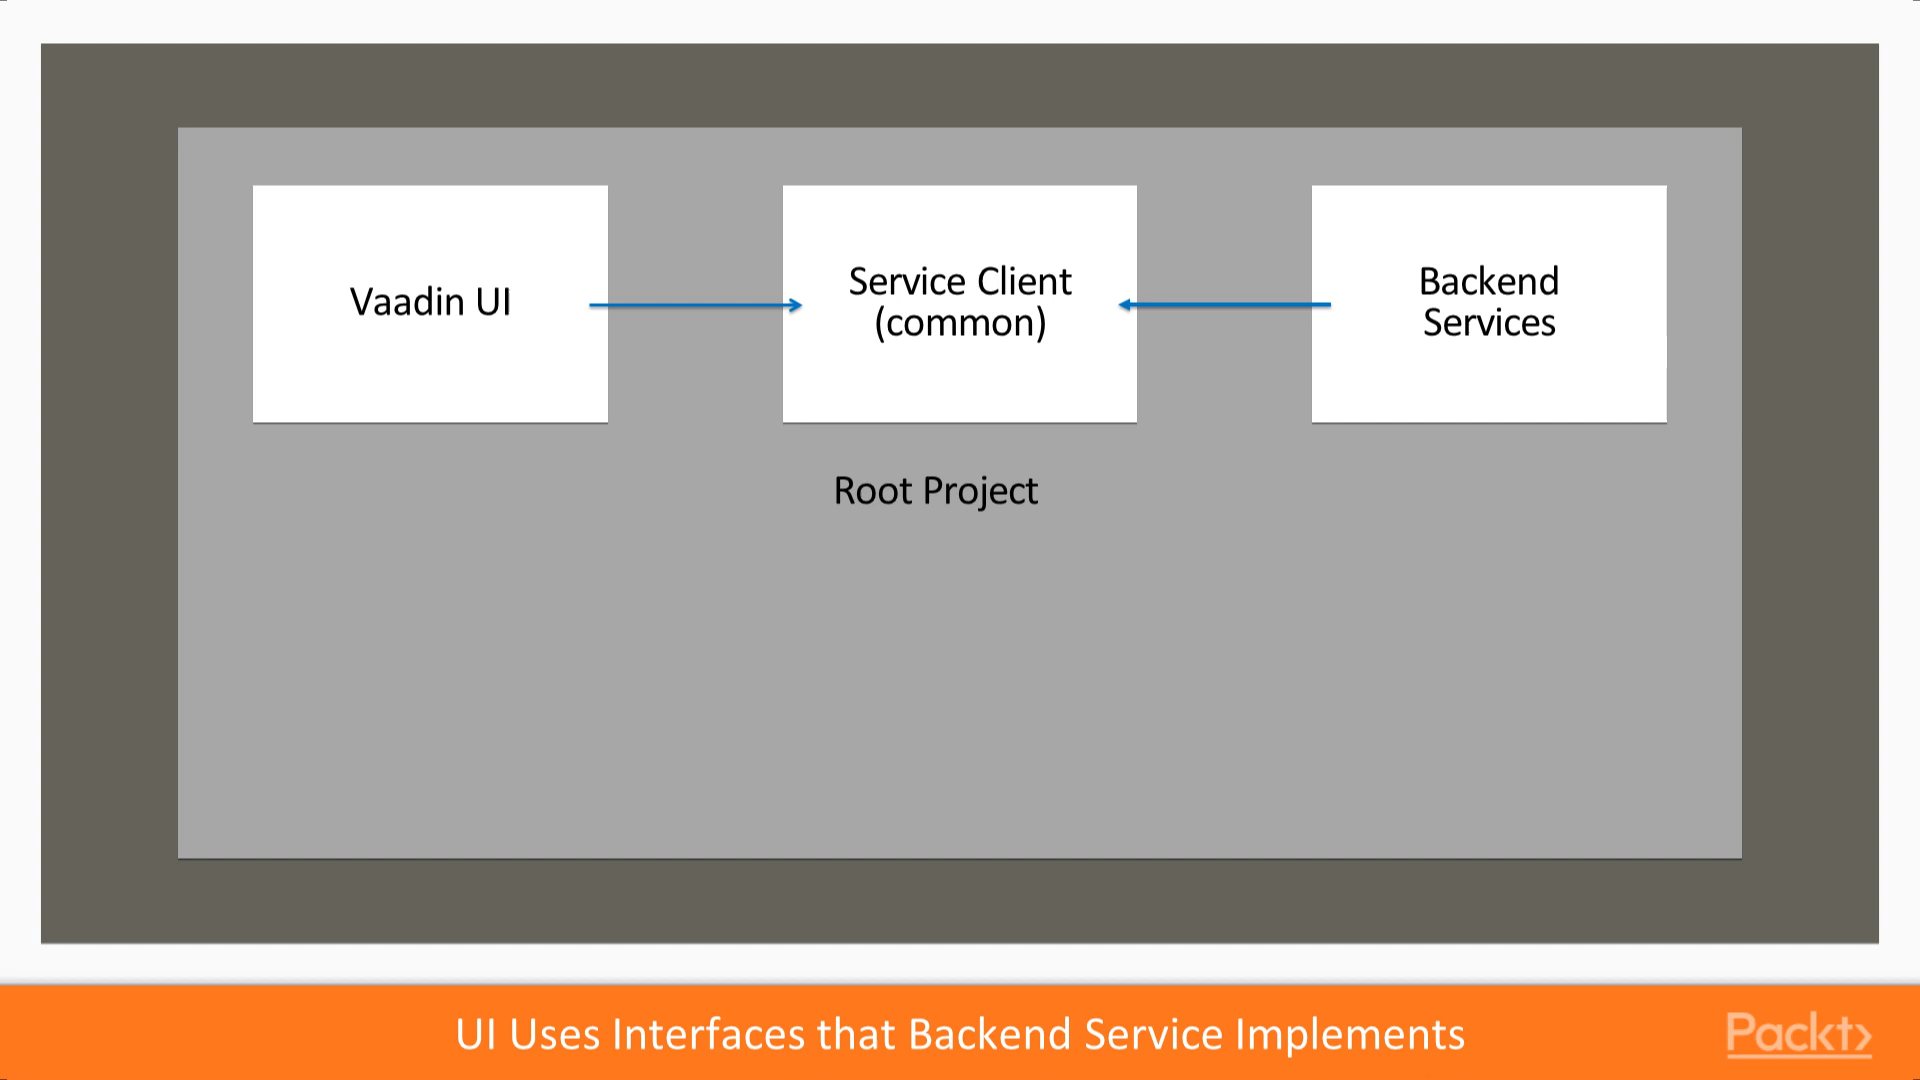 Vaadin UI
Service Client
(common)
Backend
Services
Root Project
UI Uses Interfaces that Backend Service Implements
Packt>